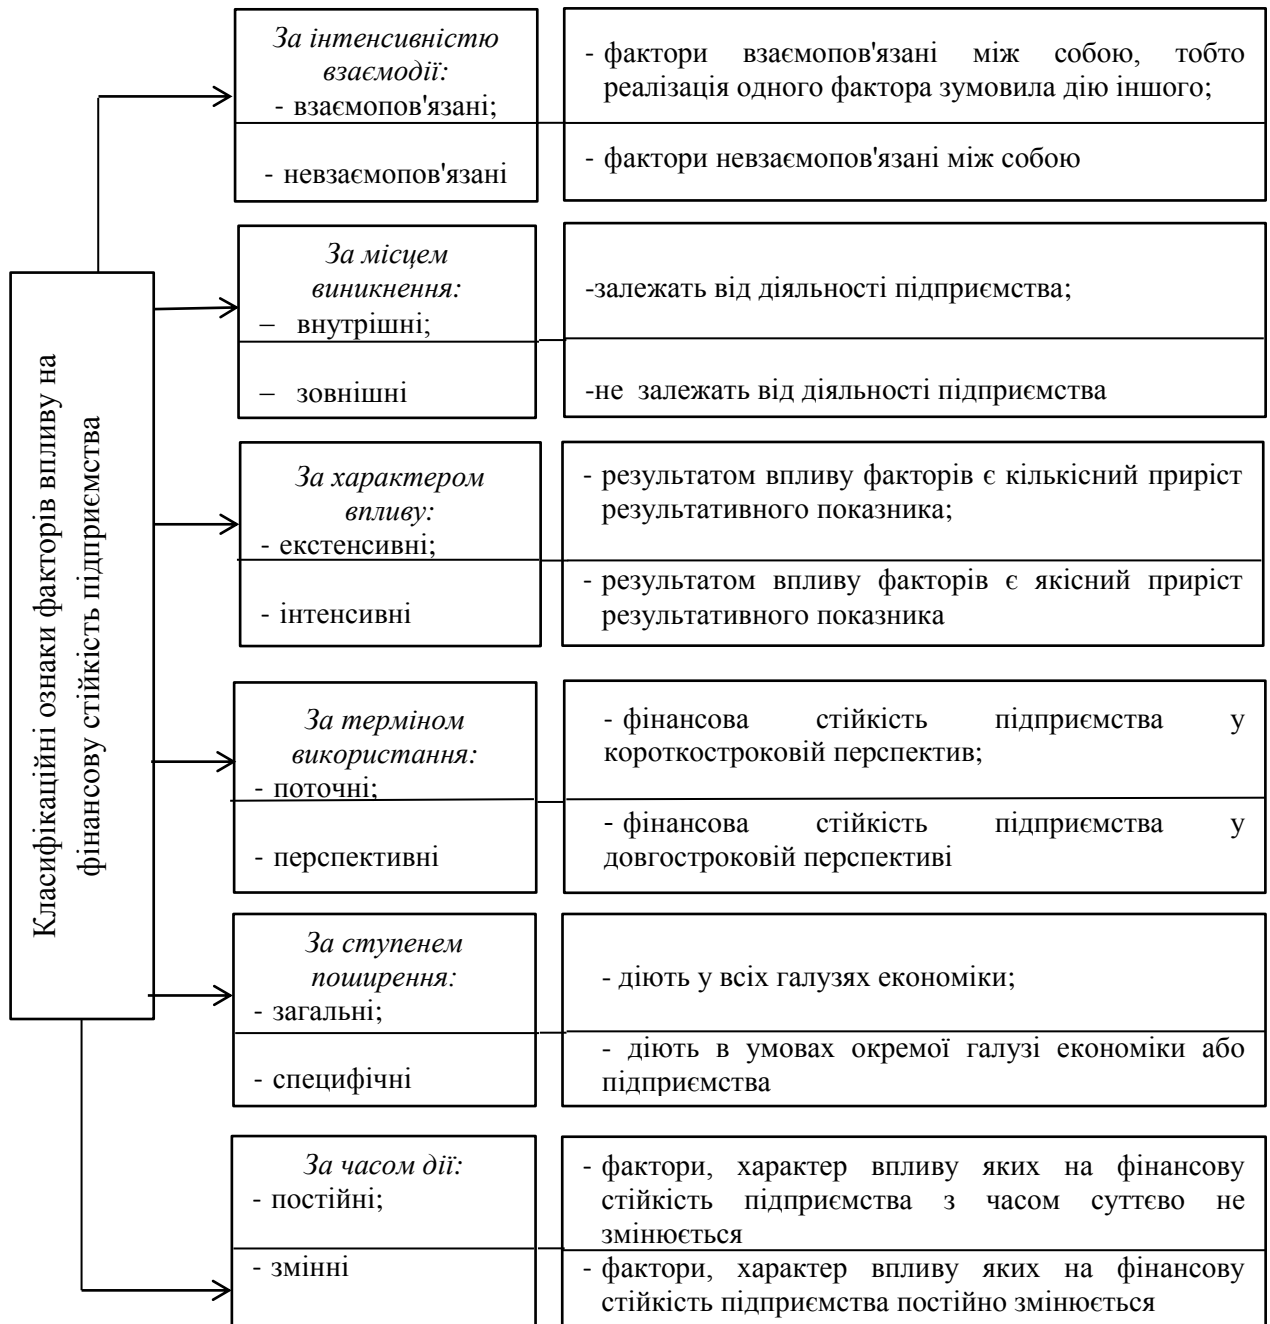 Класифікаційні ознаки факторів впливу на
фінансову стійкість підприємства
За інтенсивністю
взаємодії:
- взаємопов'язані;
- невзаємопов'язані
- фактори взаємопов'язані між собою, тобто
реалізація одного фактора зумовила дію іншого;
- фактори невзаємопов'язані між собою
За місцем
виникнення:
– внутрішні;
– зовнішні
-залежать від діяльності підприємства;
-не залежать від діяльності підприємства
За характером
впливу:
- екстенсивні;
- інтенсивні
- результатом впливу факторів є кількісний приріст
результативного показника;
- результатом впливу факторів є якісний приріст
результативного показника
За терміном
використання:
- поточні;
- перспективні
- фінансова стійкість підприємства у
короткостроковій перспектив;
- фінансова стійкість підприємства у
довгостроковій перспективі
За ступенем
поширення:
- загальні;
- специфічні
- діють у всіх галузях економіки;
- діють в умовах окремої галузі економіки або
підприємства
За часом дії:
- постійні;
- змінні
- фактори, характер впливу яких на фінансову
стійкість підприємства з часом суттєво не
змінюється
- фактори, характер впливу яких на фінансову
стійкість підприємства постійно змінюється